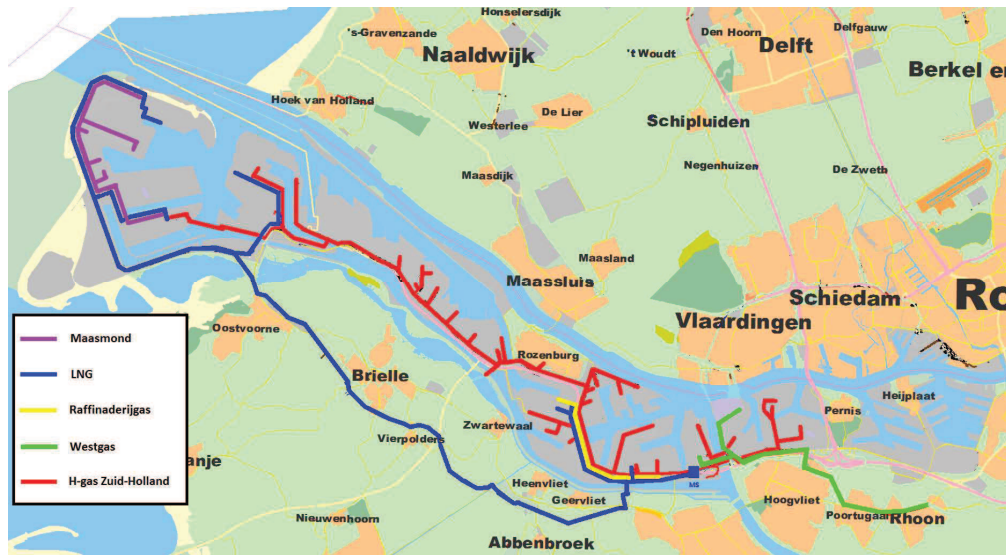 Honselersdijk
's-Gravenzande
Den Hoorn
Delfgauw
Naaldwijk
't Woudt
Delft
Berkel en
Hoek van Holland
De Lier
Westerlee
Schipluiden
Negenhuizen
De Zweth
Maasdijk
Maasland
Maassluis
Schiedam
Ro
Vlaardingen
Oostvoorne
Maasmond
LNG
Raffinaderijgas
Westgas
H-gas Zuid-Holland
Rozenburg
Brielle
Heijplaat
Pernis
Zwartewaal
Vierpolders
anje
Heenvliet
MS
Geervliet
Hoogvliet
Nieuwenhoorn
Poortugaal
Rhoon
Abbenbroek